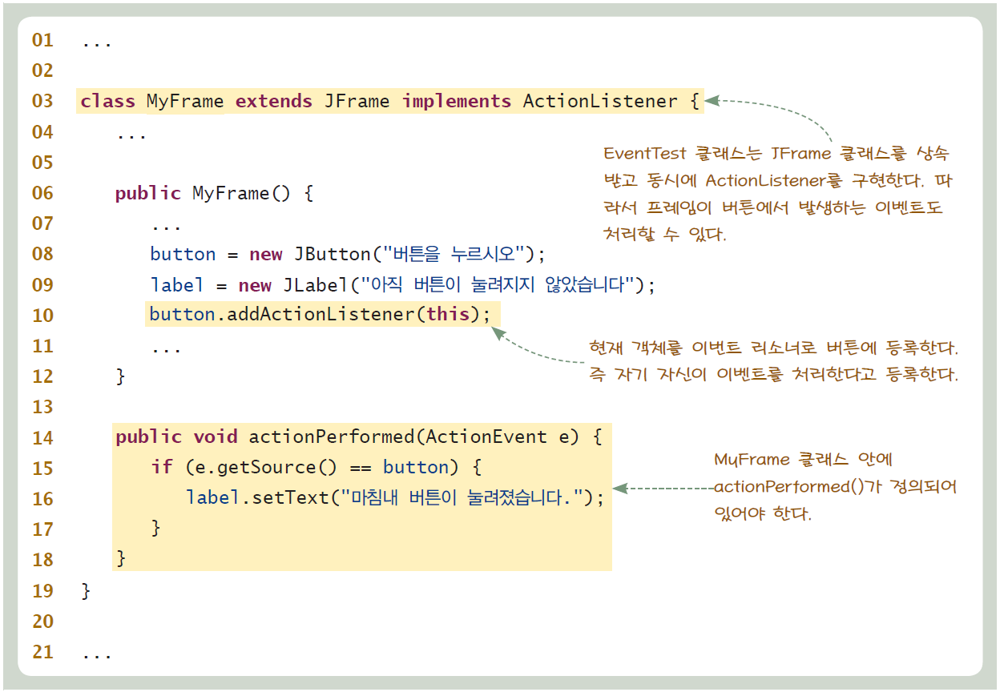 01 ...
02
03 class MyFrame extends JFrame implements ActionListener {
04 ...
EventTest 클래스는 JFrame 클래스를 상속
05
받고 동시에 ActionListener를 구현한다. 따
06 public MyFrame() {
라서 프레임이 버튼에서 발생하는 이벤트도
07 ...
처리할 수 있다.
08 button = new JButton("버튼을 누르시오");
09 label = new JLabel("아직 버튼이 눌려지지 않았습니다");
10 button.addActionListener(this);
11 ...
현재 객체를 이벤트 리스너로 버튼에 등록한다.
12 }
즉 자기 자신이 이벤트를 처리한다고 등록한다.
13
14 public void actionPerformed(ActionEvent e) {
15 if (e.getSource() == button) {
MyFrame 클래스 안에
actionPerformed()가 정의되어
16 label.setText("마침내 버튼이 눌려졌습니다.");
있어야 한다.
17 }
18 }
19 }
20
21 ...